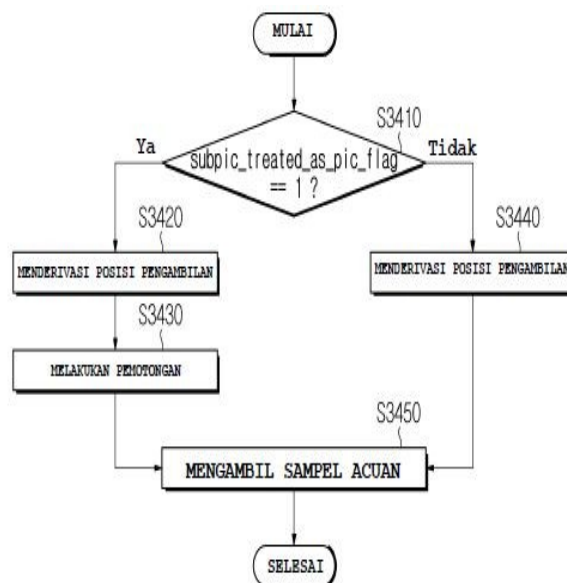 MULAI
S3410
Ya
Tidak
subpic_treated_as_pic_flag
== 1 ?
S3420
S3440
MENDERIVASI POSISI PENGAMBILAN
MENDERIVASI POSISI PENGAMBILAN
S3430
MELAKUKAN PEMOTONGAN
S3450
MENGAMBIL SAMPEL ACUAN
SELESAI